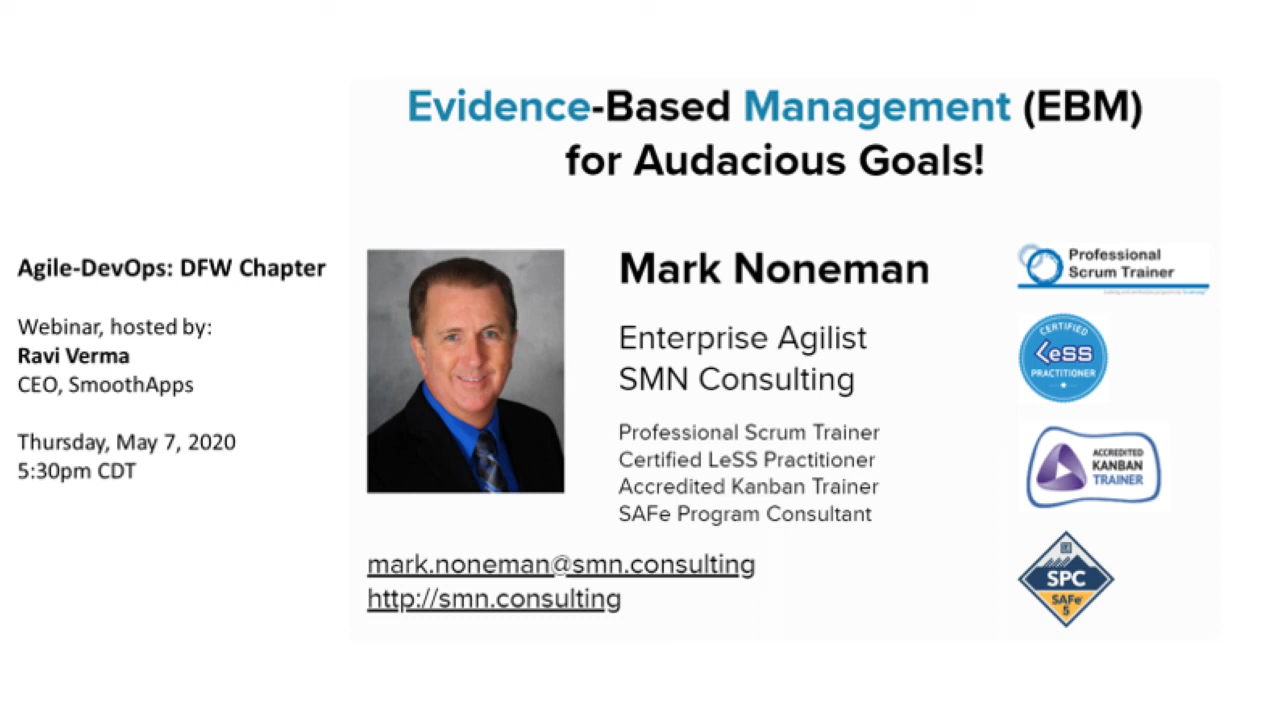 Evidence-Based Management (EBM)
for Audacious Goals!
Agile-DevOps: DFW Chapter
Webinar, hosted by:
Ravi Verma
CEO, SmoothApps
Thursday, May 7, 2020
5:30pm CDT
Mark Noneman
Enterprise Agilist
SMN Consulting
Professional Scrum Trainer
Certified LeSS Practitioner
Accredited Kanban Trainer
SAFe Program Consultant
mark.noneman@smn.consulting
http://smn.consulting
Professional
Scrum Trainer
CERTIFIED
LeSS
PRACTITIONER
ACCREDITED
KANBAN
TRAINER
SPC
SAFe
5